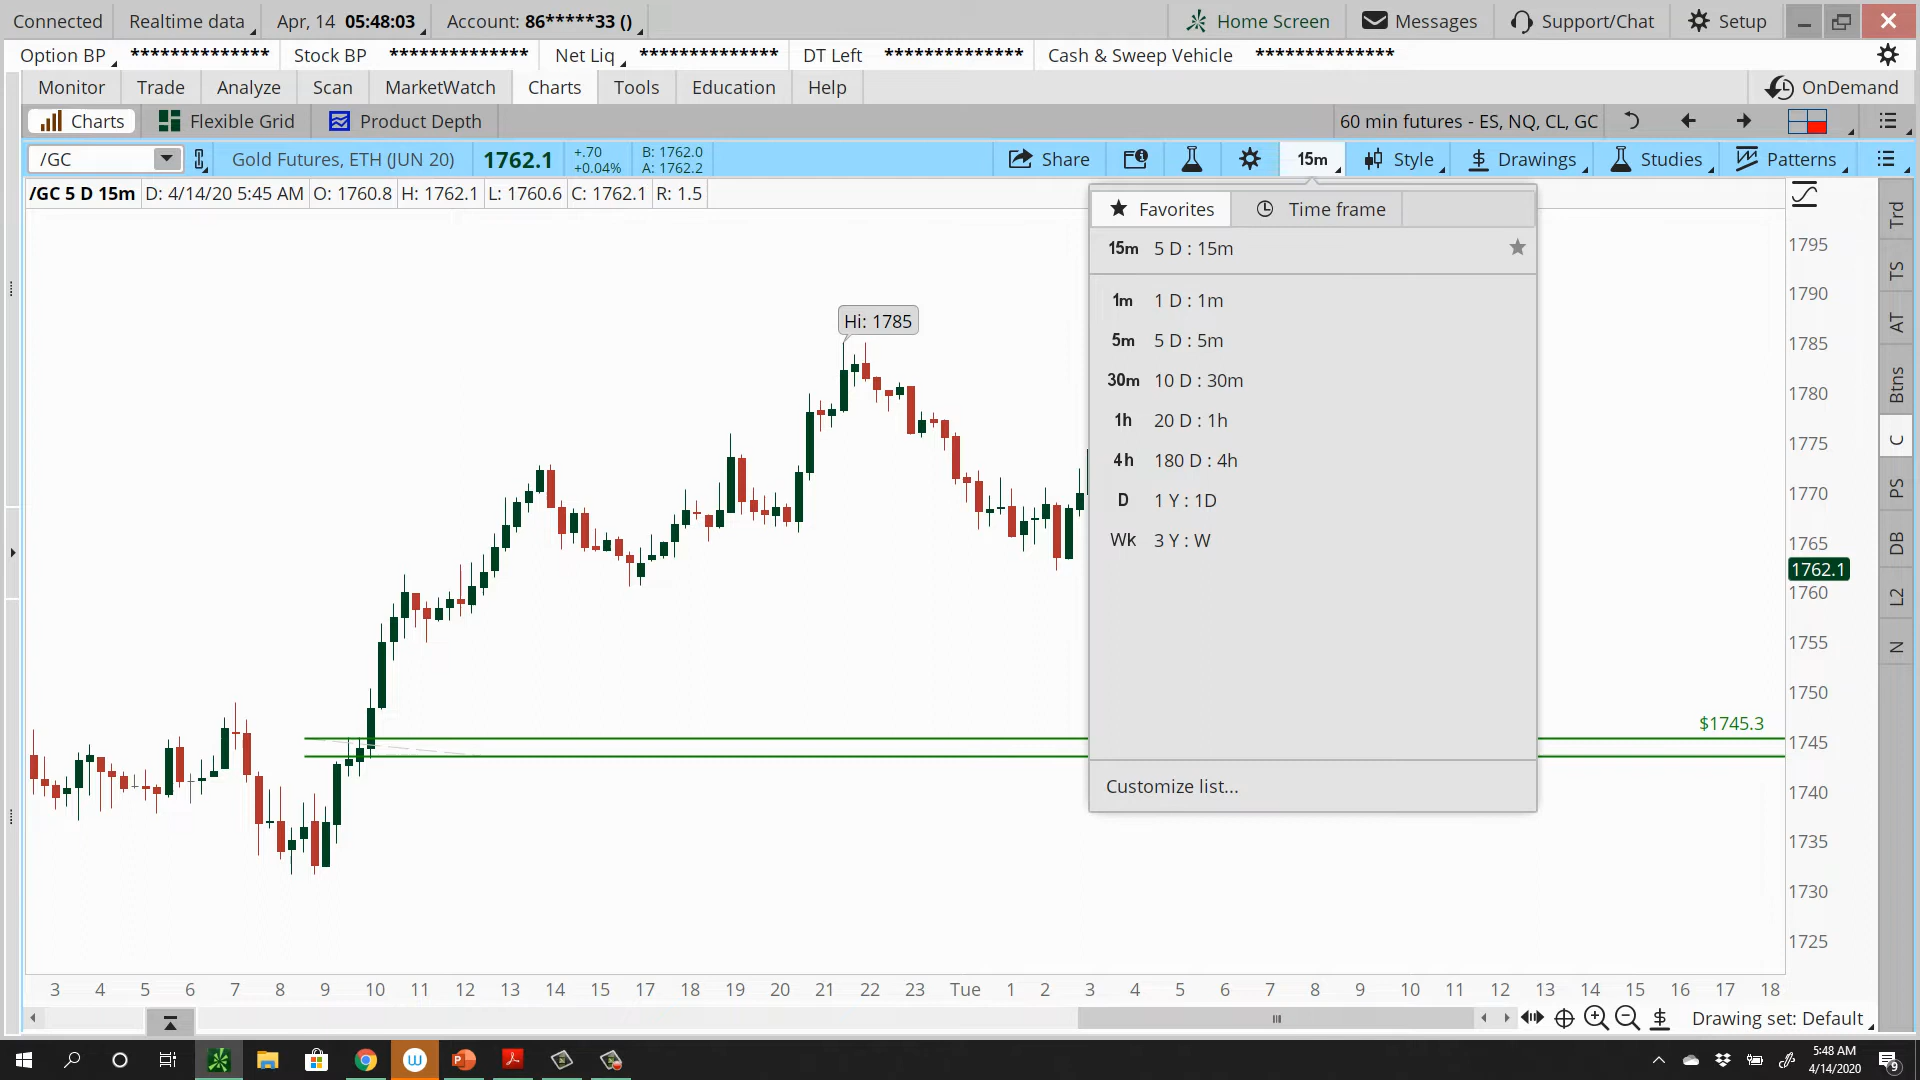 Connected Realtime data Apr, 14 05:48:03 Account: 86*****33 () Home Screen Messages Support/Chat Setup
Option BP ************** Stock BP ************** Net Liq ************** DT Left ************** Cash & Sweep Vehicle **************
Monitor Trade Analyze Scan MarketWatch Charts Tools Education Help OnDemand
Charts Flexible Grid Product Depth 60 min futures - ES, NQ, CL, GC
/GC Gold Futures, ETH (JUN 20) 1762.1 +.70 B: 1762.0 Share 15m Style Drawings Studies Patterns
+0.04% A: 1762.2
/GC 5 D 15m D: 4/14/20 5:45 AM O: 1760.8 H: 1762.1 L: 1760.6 C: 1762.1 R: 1.5
Favorites Time frame
15m 5 D : 15m
1m 1 D : 1m
5m 5 D : 5m
30m 10 D : 30m
1h 20 D : 1h
4h 180 D : 4h
D 1 Y : 1D
Wk 3 Y : W
Customize list...
Hi: 1785
$1745.3
1795
1790
1785
1780
1775
1770
1765
1762.1
1760
1755
1750
1745
1740
1735
1730
1725
Trd
TS
AT
Btns
C
PS
DB
L2
N
3 4 5 6 7 8 9 10 11 12 13 14 15 16 17 18 19 20 21 22 23 Tue 1 2 3 4 5 6 7 8 9 10 11 12 13 14 15 16 17 18
Drawing set: Default
5:48 AM
4/14/2020
9